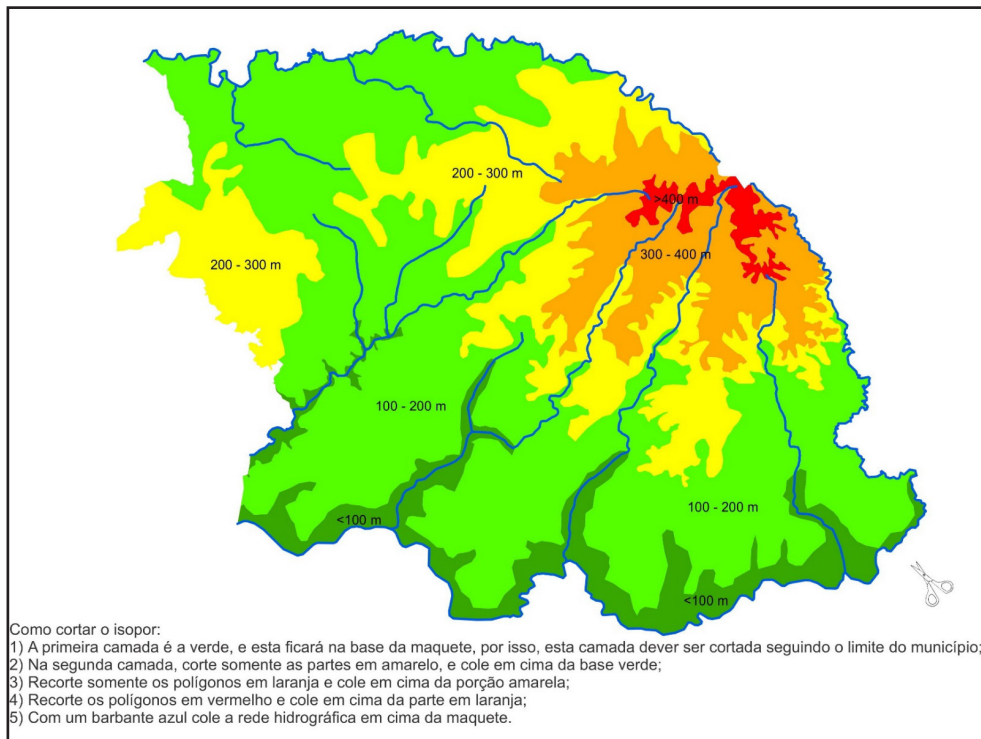 >400 m
200 - 300 m
300 - 400 m
200 - 300 m
100 - 200 m
100 - 200 m
<100 m
<100 m
Como cortar o isopor:
1) A primeira camada é a verde, e esta ficará na base da maquete, por isso, esta camada dever ser cortada seguindo o limite do município;
2) Na segunda camada, corte somente as partes em amarelo, e cole em cima da base verde;
3) Recorte somente os polígonos em laranja e cole em cima da porção amarela;
4) Recorte os polígonos em vermelho e cole em cima da parte em laranja;
5) Com um barbante azul cole a rede hidrográfica em cima da maquete.